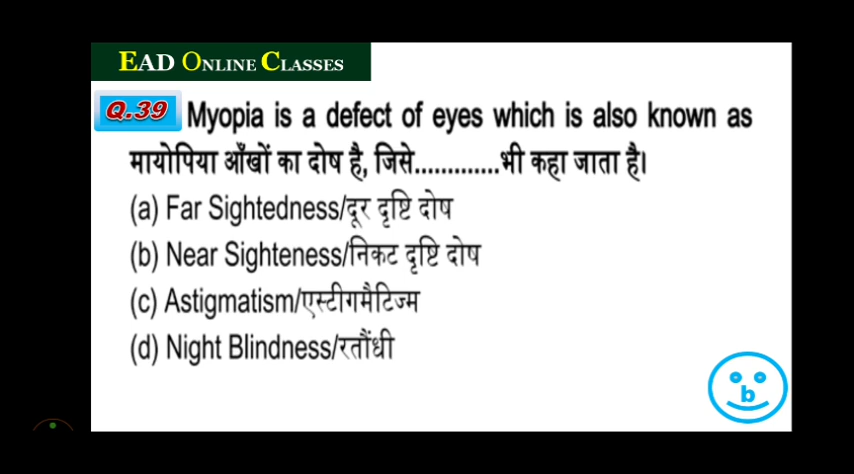 EAD ONLINE CLASSES
Q.39 Myopia is a defect of eyes which is also known as
मायोपिया आँखों का दोष है, जिसे.............भी कहा जाता है।
(a) Far Sightedness/दूर दृष्टि दोष
(b) Near Sighteness/निकट दृष्टि दोष
(c) Astigmatism/एस्टीगमैटिज्म
(d) Night Blindness/रतौंधी
b